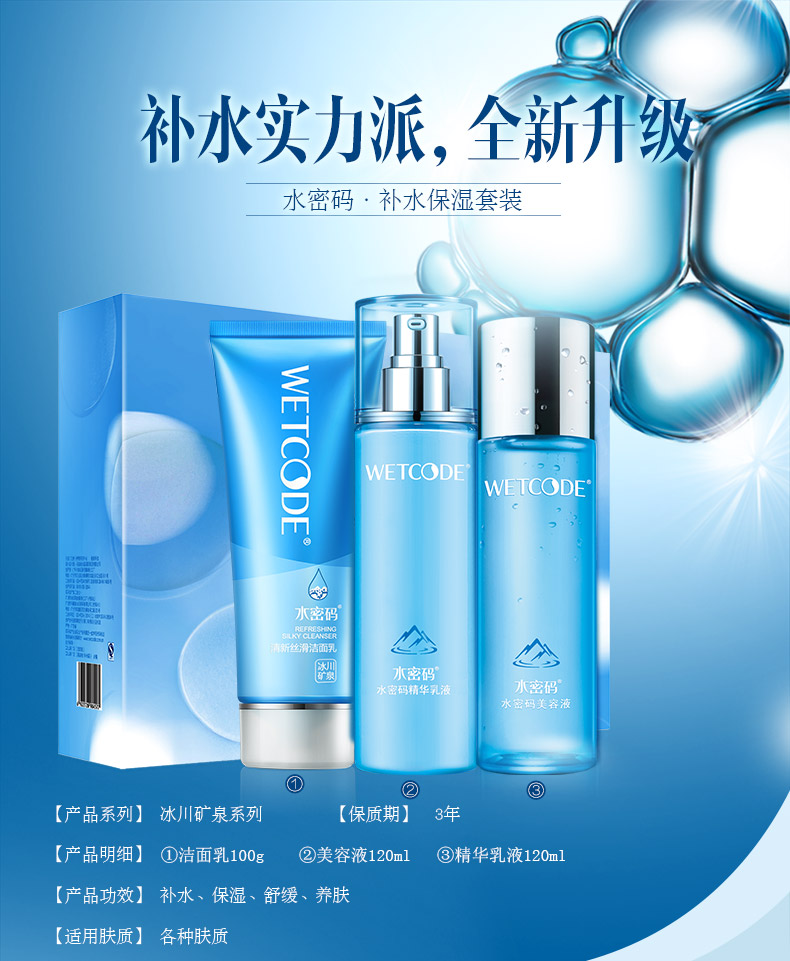 补水实力派，全新升级
水密码·补水保湿套装
WETCODE®
水密码®
REFRESHING
SILKY CLEANSER
清新丝滑洁面乳
冰川
矿泉
WETCODE®
水密码®
水密码精华乳液
WETCODE®
水密码®
水密码美容液
① ② ③
【产品系列】 冰川矿泉系列 【保质期】 3年
【产品明细】 ①洁面乳100g ②美容液120ml ③精华乳液120ml
【产品功效】 补水、保湿、舒缓、养肤
【适用肤质】 各种肤质